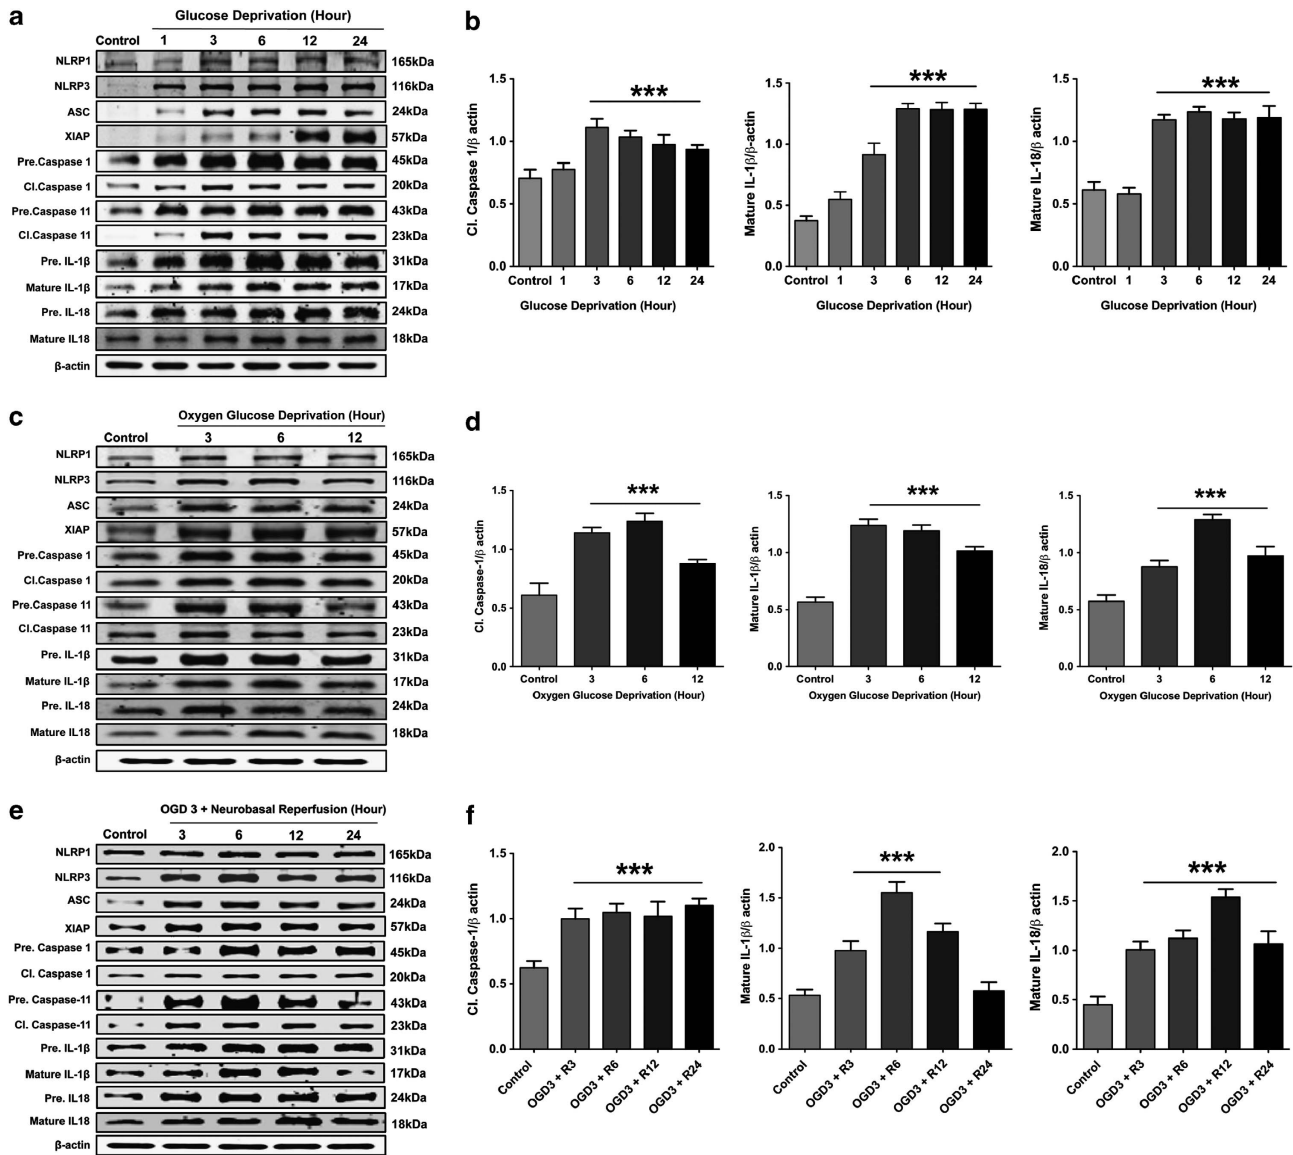 a
Glucose Deprivation (Hour)
Control 1 3 6 12 24
NLRP1 165kDa
NLRP3 116kDa
ASC 24kDa
XIAP 57kDa
Pre.Caspase 1 45kDa
Cl.Caspase 1 20kDa
Pre.Caspase 11 43kDa
Cl.Caspase 11 23kDa
Pre. IL-1β 31kDa
Mature IL-1β 17kDa
Pre. IL-18 24kDa
Mature IL18 18kDa
β-actin
b
Cl. Caspase 1/β actin
1.5
1.0
0.5
0.0
***
Control 1 3 6 12 24
Glucose Deprivation (Hour)
Mature IL-1β/β-actin
1.5
1.0
0.5
0.0
***
Control 1 3 6 12 24
Glucose Deprivation (Hour)
Mature IL-18/β actin
1.5
1.0
0.5
0.0
***
Control 1 3 6 12 24
Glucose Deprivation (Hour)
c
Oxygen Glucose Deprivation (Hour)
Control 3 6 12
NLRP1 165kDa
NLRP3 116kDa
ASC 24kDa
XIAP 57kDa
Pre.Caspase 1 45kDa
Cl.Caspase 1 20kDa
Pre.Caspase 11 43kDa
Cl.Caspase 11 23kDa
Pre. IL-1β 31kDa
Mature IL-1β 17kDa
Pre. IL-18 24kDa
Mature IL18 18kDa
β-actin
d
Cl. Caspase-1/β actin
1.5
1.0
0.5
0.0
***
Control 3 6 12
Oxygen Glucose Deprivation (Hour)
Mature IL-1β/β actin
1.5
1.0
0.5
0.0
***
Control 3 6 12
Oxygen Glucose Deprivation (Hour)
Mature IL-18/β actin
1.5
1.0
0.5
0.0
***
Control 3 6 12
Oxygen Glucose Deprivation (Hour)
e
OGD 3 + Neurobasal Reperfusion (Hour)
Control 3 6 12 24
NLRP1 165kDa
NLRP3 116kDa
ASC 24kDa
XIAP 57kDa
Pre. Caspase 1 45kDa
Cl. Caspase 1 20kDa
Pre. Caspase-11 43kDa
Cl. Caspase-11 23kDa
Pre. IL-1β 31kDa
Mature IL-1β 17kDa
Pre. IL18 24kDa
Mature IL18 18kDa
β-actin
f
Cl. Caspase-1/β actin
1.5
1.0
0.5
0.0
***
Control OGD3 + R3 OGD3 + R6 OGD3 + R12 OGD3 + R24
Mature IL-1β/β actin
2.0
1.5
1.0
0.5
0.0
***
Control OGD3 + R3 OGD3 + R6 OGD3 + R12 OGD3 + R24
Mature IL-18/β actin
2.0
1.5
1.0
0.5
0.0
***
Control OGD3 + R3 OGD3 + R6 OGD3 + R12 OGD3 + R24